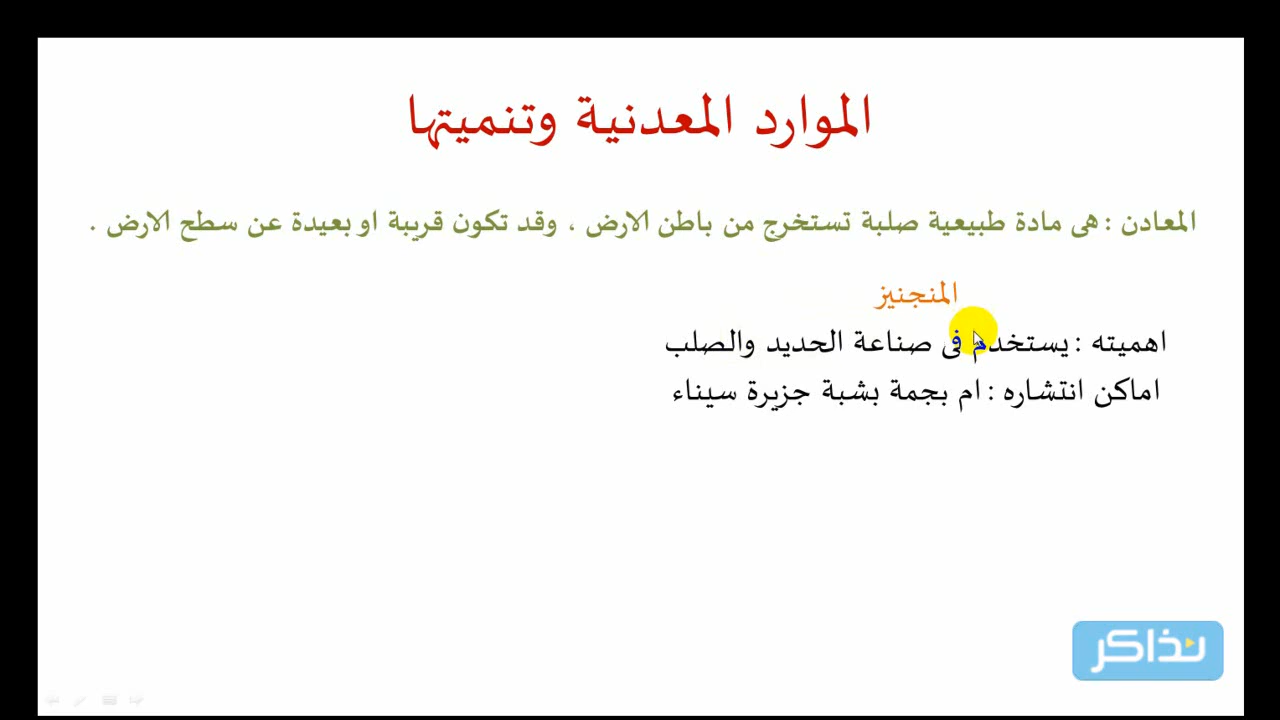 الموارد المعدنية وتنميتها
المعادن : هى مادة طبيعية صلبة تستخرج من باطن الارض ، وقد تكون قريبة او بعيدة عن سطح الارض .
المنجنيز
اهميته : يستخدم فى صناعة الحديد والصلب
اماكن انتشاره : ام بجمة بشبة جزيرة سيناء
نذاكر